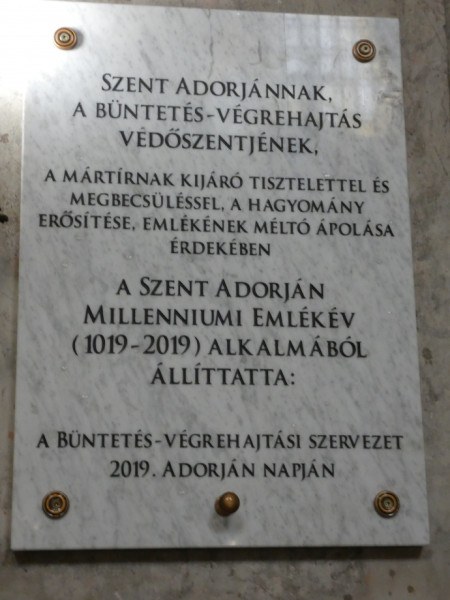 SZENT ADORJÁNNAK,
A BÜNTETÉS-VÉGREHAJTÁS
VÉDŐSZENTJÉNEK,
A MÁRTÍRNAK KIJÁRÓ TISZTELETTEL ÉS
MEGBECSÜLÉSSEL, A HAGYOMÁNY
ERŐSÍTÉSE, EMLÉKÉNEK MÉLTÓ ÁPOLÁSA
ÉRDEKÉBEN
A SZENT ADORJÁN
MILLENNIUMI EMLÉKÉV
(1019-2019) ALKALMÁBÓL
ÁLLÍTTATTA:
A BÜNTETÉS-VÉGREHAJTÁSI SZERVEZET
2019. ADORJÁN NAPJÁN